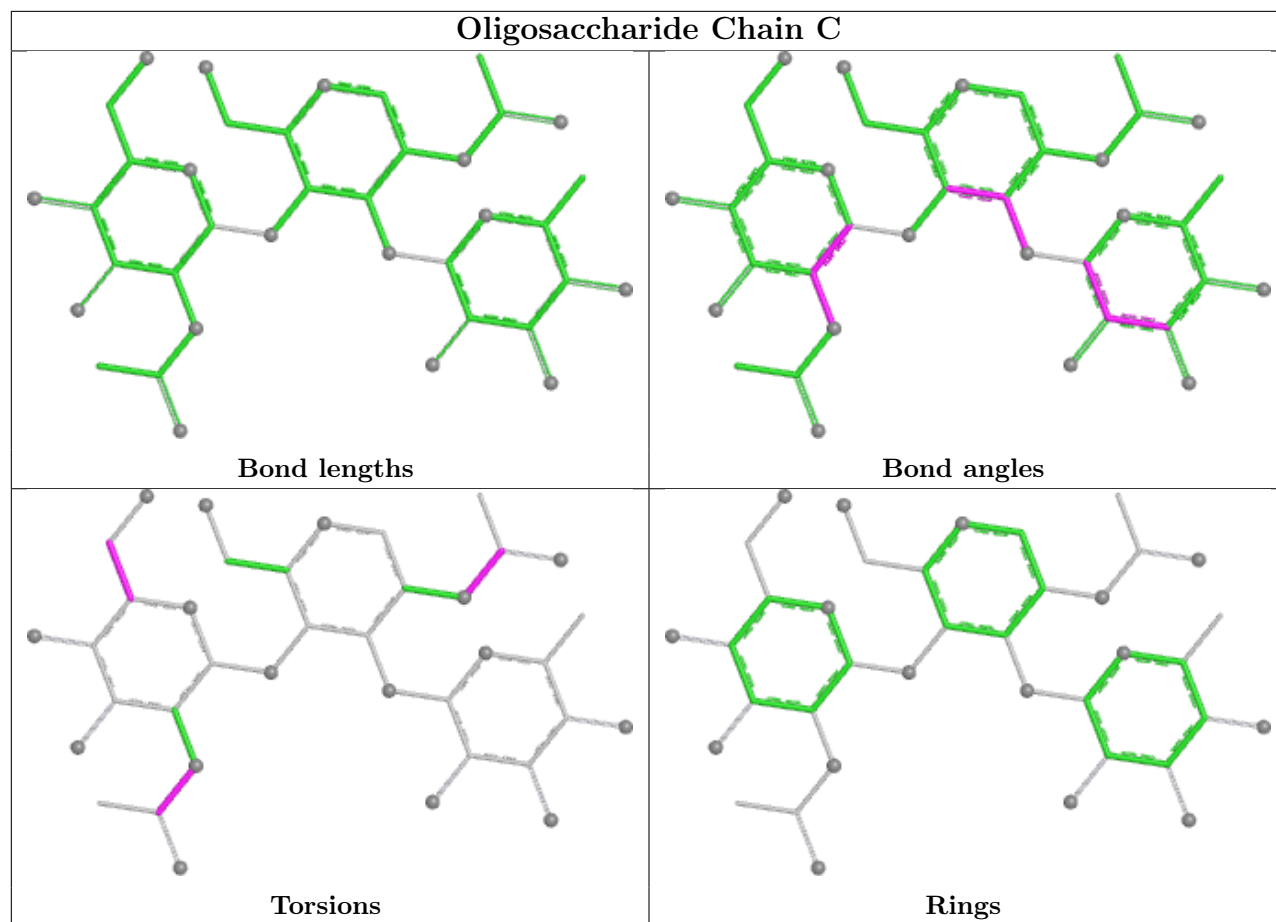 Oligosaccharide Chain C
Bond lengths
Bond angles
Torsions
Rings